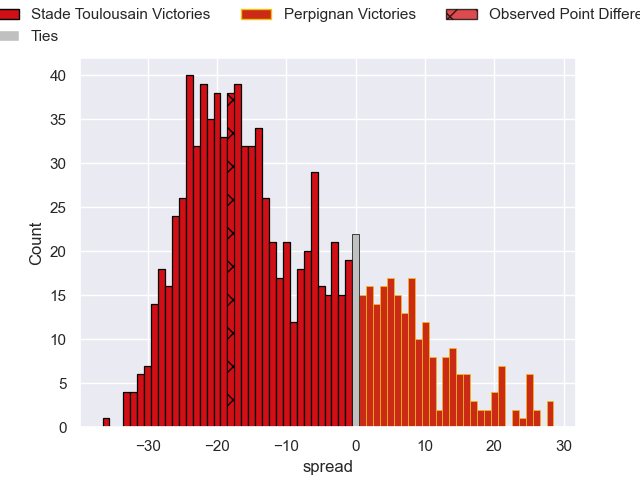 Stade Toulousain Victories Perpignan Victories Observed Point Differe
Ties
40
35
30
25
20
15
10
5
0
Count
−30 −20 −10 0 10 20 30
spread